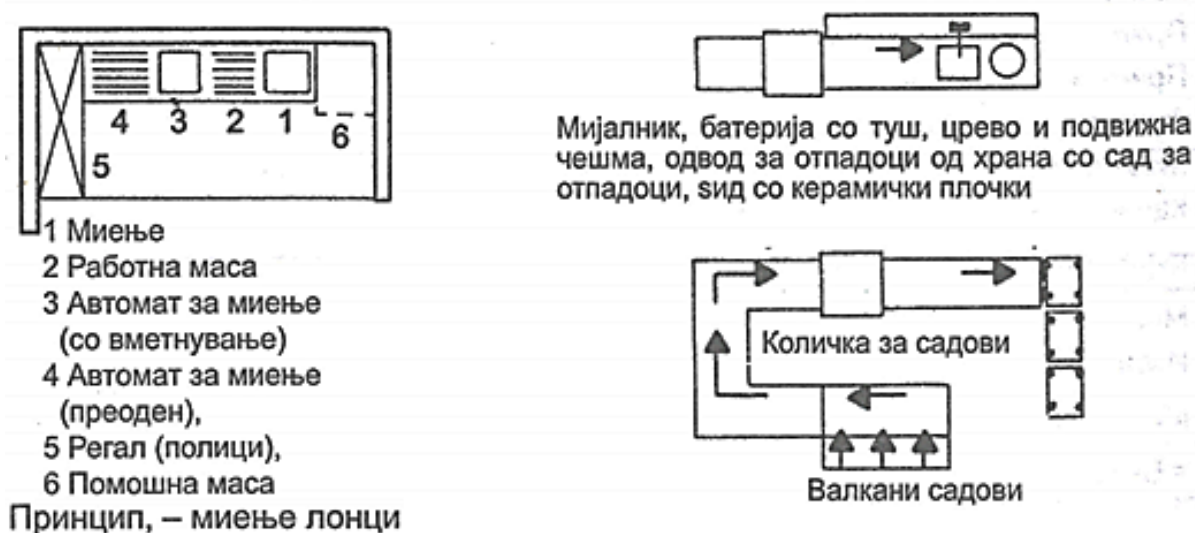 4 3 2 1
6
5
1 Миење
2 Работна маса
3 Автомат за миење
(со вметнување)
4 Автомат за миење
(преоден),
5 Регал (полици),
6 Помошна маса
Принцип, – миење лонци
Мијалник, батерија со туш, црево и подвижна
чешма, одвод за отпадоци од храна со сад за
отпадоци, ѕид со керамички плочки
Количка за садови
Валкани садови